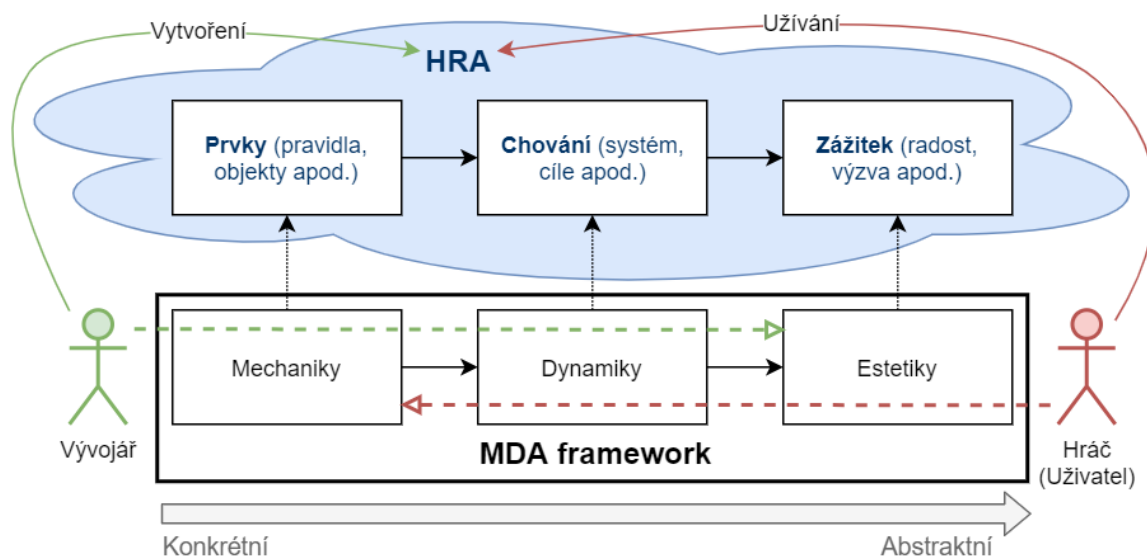 Vytvoření
Užívání
HRA
Prvky (pravidla,
objekty apod.)
Chování (systém,
cíle apod.)
Zážitek (radost,
výzva apod.)
Mechaniky
Dynamiky
Estetiky
Vývojář
MDA framework
Hráč
(Uživatel)
Konkrétní
Abstraktní